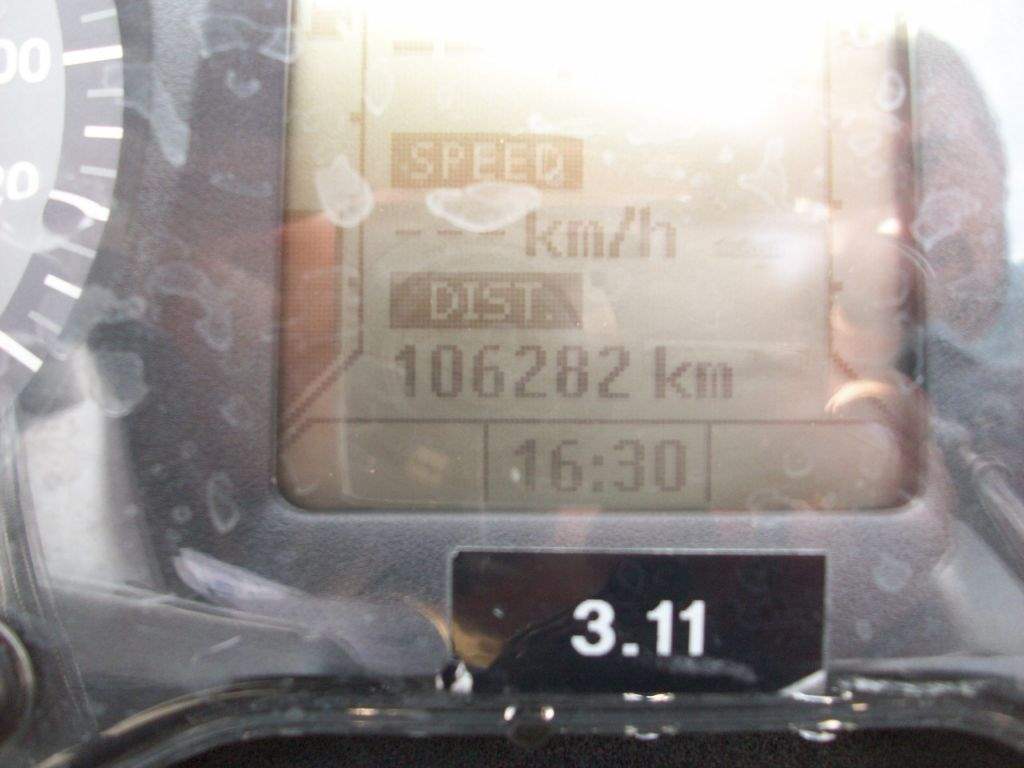 SPEED
--- km/h
DIST.
106282 km
16:30
3.11